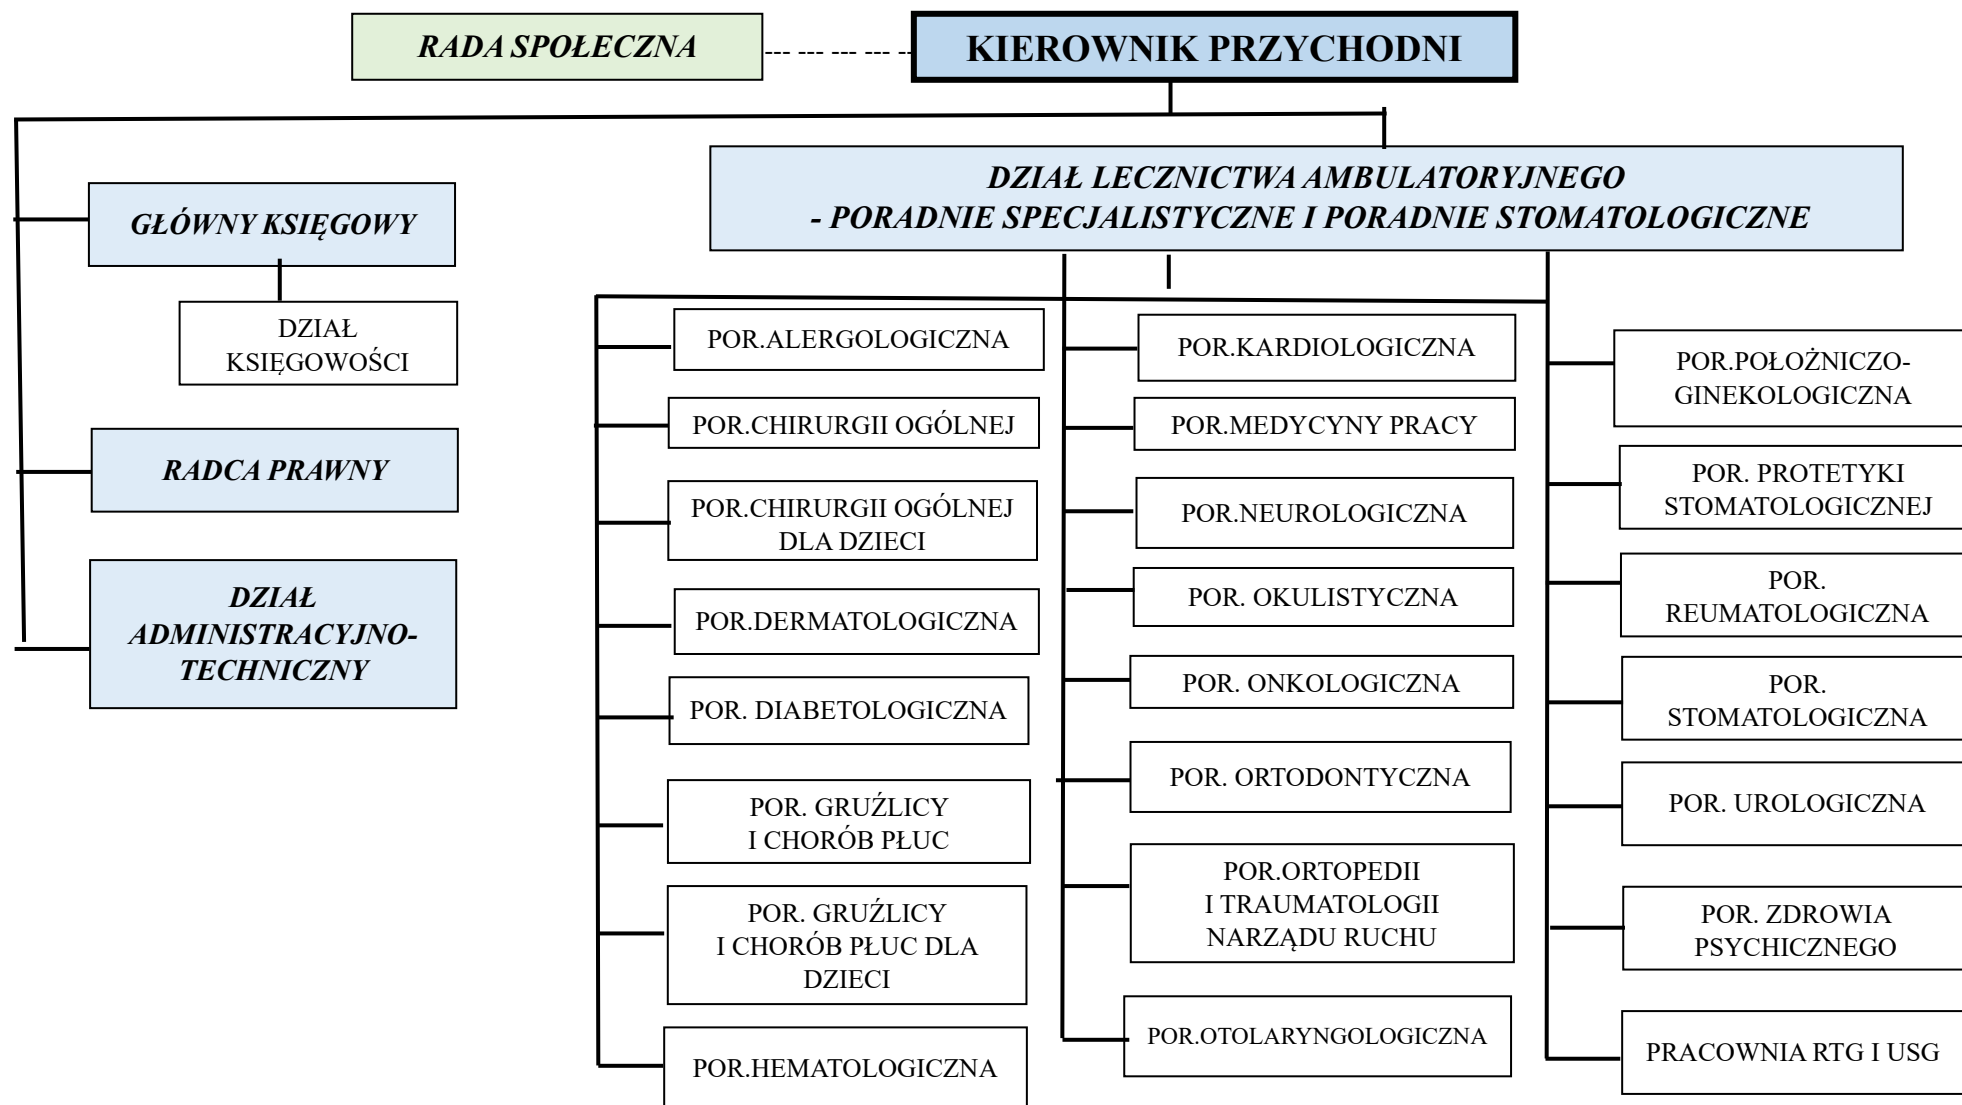 RADA SPOŁECZNA
KIEROWNIK PRZYCHODNI
GŁÓWNY KSIĘGOWY
DZIAŁ
KSIĘGOWOŚCI
RADCA PRAWNY
DZIAŁ
ADMINISTRACYJNO-
TECHNICZNY
DZIAŁ LECZNICTWA AMBULATORYJNEGO
- PORADNIE SPECJALISTYCZNE I PORADNIE STOMATOLOGICZNE
POR.ALERGOLOGICZNA
POR.CHIRURGII OGÓLNEJ
POR.CHIRURGII OGÓLNEJ
DLA DZIECI
POR.DERMATOLOGICZNA
POR. DIABETOLOGICZNA
POR. GRUŹLICY
I CHORÓB PŁUC
POR. GRUŹLICY
I CHORÓB PŁUC DLA
DZIECI
POR.HEMATOLOGICZNA
POR.KARDIOLOGICZNA
POR.MEDYCYNY PRACY
POR.NEUROLOGICZNA
POR. OKULISTYCZNA
POR. ONKOLOGICZNA
POR. ORTODONTYCZNA
POR.ORTOPEDII
I TRAUMATOLOGII
NARZĄDU RUCHU
POR.OTOLARYNGOLOGICZNA
POR.POŁOŻNICZO-
GINEKOLOGICZNA
POR. PROTETYKI
STOMATOLOGICZNEJ
POR.
REUMATOLOGICZNA
POR.
STOMATOLOGICZNA
POR. UROLOGICZNA
POR. ZDROWIA
PSYCHICZNEGO
PRACOWNIA RTG I USG